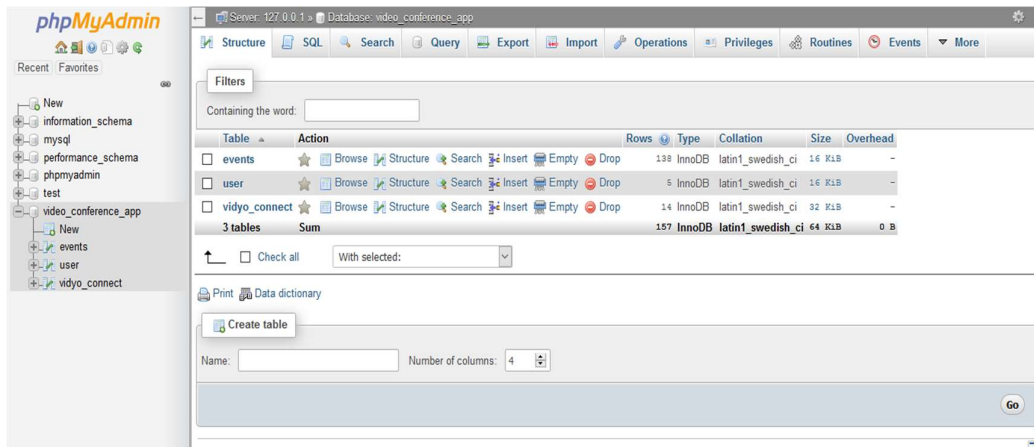 phpMyAdmin
Recent Favorites
New
information_schema
mysql
performance_schema
phpmyadmin
test
video_conference_app
New
events
user
vidyo_connect
Server: 127.0.0.1 » Database: video_conference_app
Structure SQL Search Query Export Import Operations Privileges Routines Events More
Filters
Containing the word:
Table Action Rows Type Collation Size Overhead
events Browse Structure Search Insert Empty Drop 138 InnoDB latin1_swedish_ci 16 KiB -
user Browse Structure Search Insert Empty Drop 5 InnoDB latin1_swedish_ci 16 KiB -
vidyo_connect Browse Structure Search Insert Empty Drop 14 InnoDB latin1_swedish_ci 32 KiB -
3 tables Sum 157 InnoDB latin1_swedish_ci 64 KiB 0 B
Check all With selected:
Print Data dictionary
Create table
Name: Number of columns: 4
Go